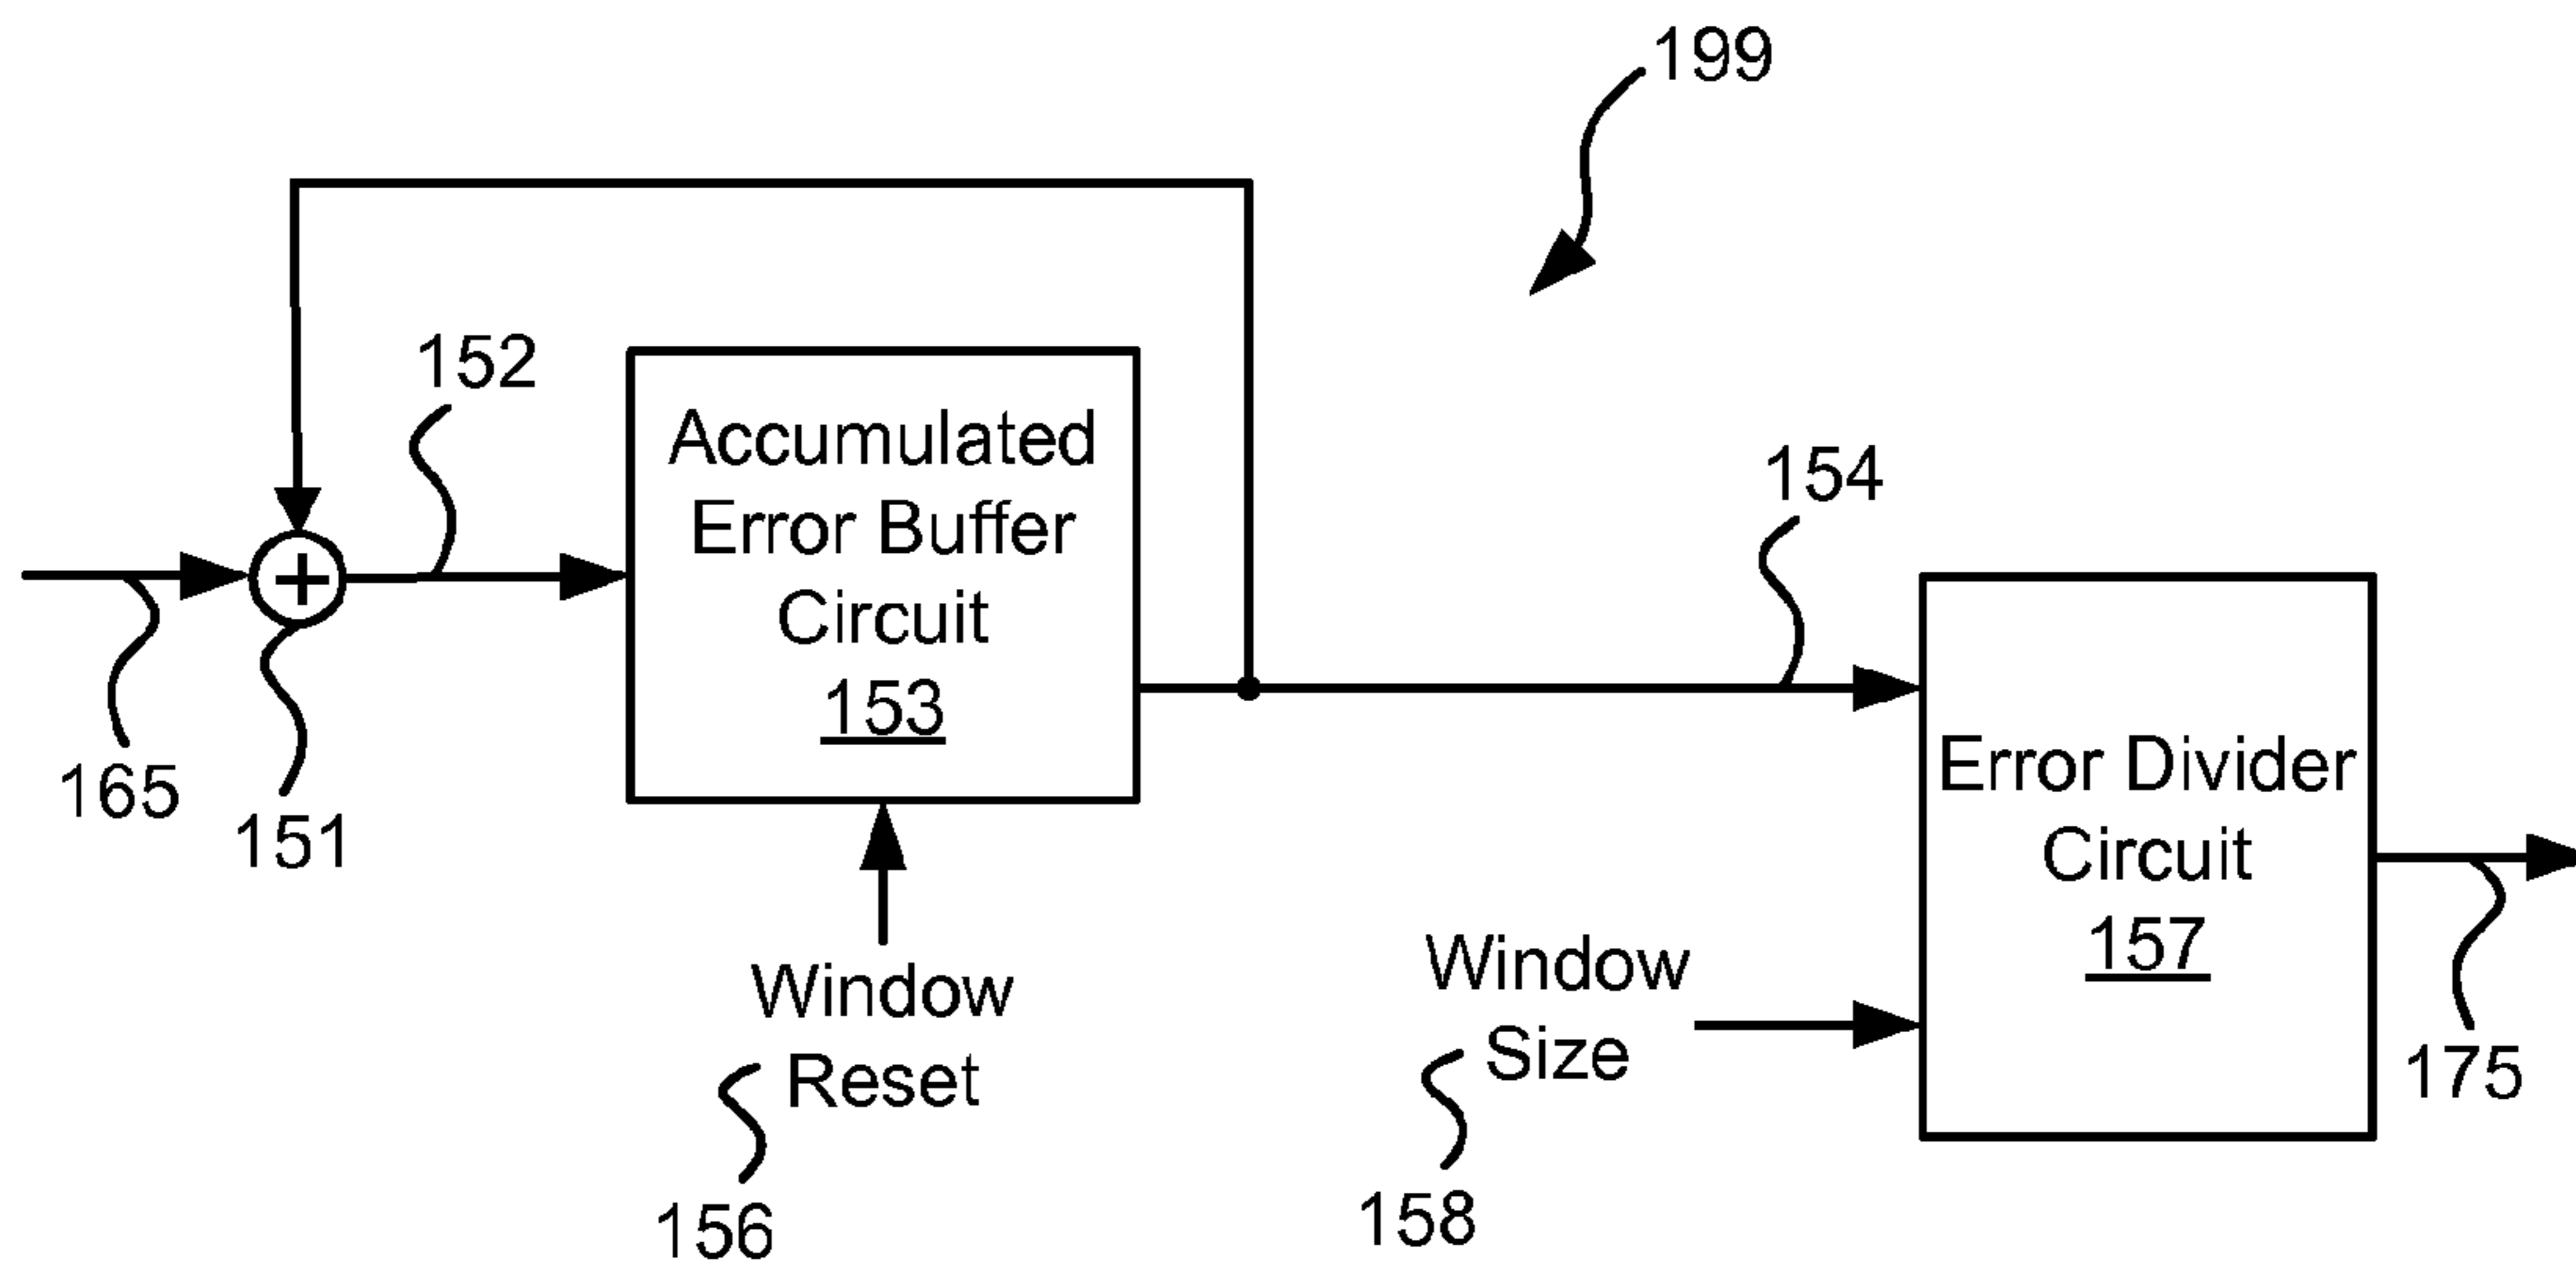 199
152
Accumulated
Error Buffer
Circuit
153
154
165
151
+
Error Divider
Circuit
157
Window
Reset
156
Window
Size
158
175